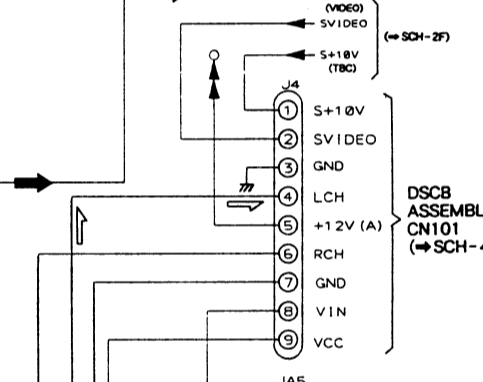 (VIDEO)
SVIDEO
(➡SCH-2F)
S+10V
(TBC)
J4
1 S+10V
2 SVIDEO
3 GND
4 LCH
5 +12V (A)
6 RCH
7 GND
8 VIN
9 VCC
DSCB
ASSEMBL
CN101
(➡SCH-4
JA5